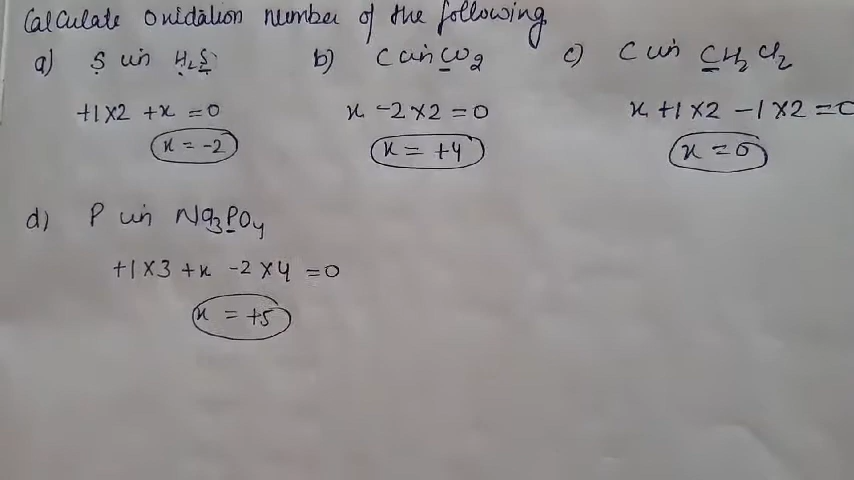 Calculate Oxidation number of the following
a) S in H₂S b) C in CO₂ c) C in CH₂Cl₂
+1×2 +x =0 x -2×2=0 x+1×2 -1×2=0
x = -2 x = +4 x = 0
d) P in Na₃PO₄
+1×3 +x -2×4 =0
x = +5